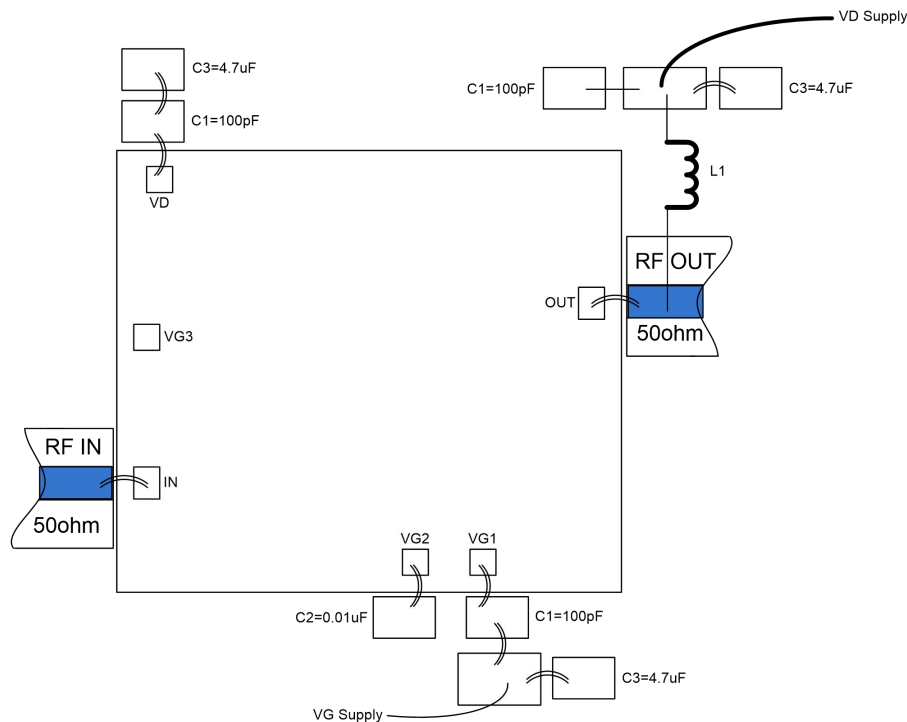 VD Supply
C3=4.7uF
C1=100pF
C3=4.7uF
C1=100pF
L1
VD
RF OUT
OUT
50ohm
VG3
RF IN
IN
50ohm
VG2
VG1
C2=0.01uF
C1=100pF
C3=4.7uF
VG Supply